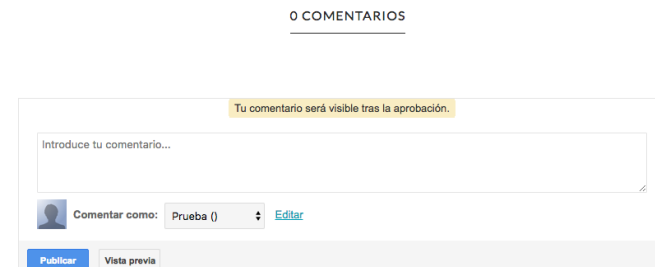 0 COMENTARIOS
Tu comentario será visible tras la aprobación.
Introduce tu comentario...
Comentar como: Prueba () Editar
Publicar Vista previa